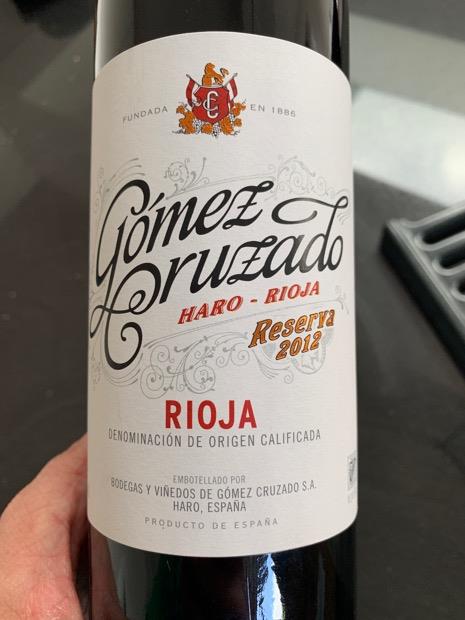 FUNDADA EN 1886
Gómez
Cruzado
HARO - RIOJA
Reserva
2012
RIOJA
DENOMINACIÓN DE ORIGEN CALIFICADA
EMBOTELLADO POR
BODEGAS Y VIÑEDOS DE GÓMEZ CRUZADO S.A.
HARO, ESPAÑA
PRODUCTO DE ESPAÑA